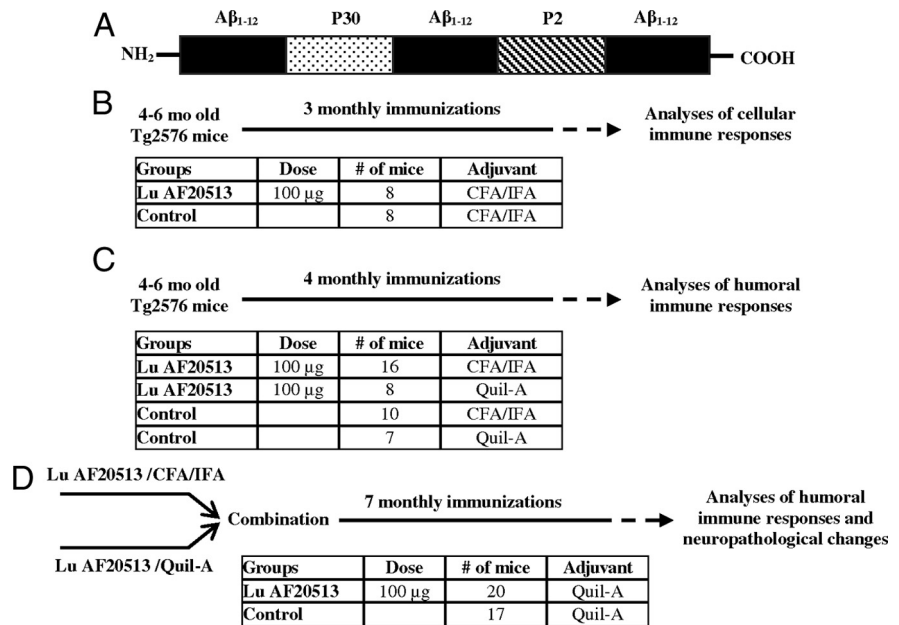 A
Aβ1-12 P30 Aβ1-12 P2 Aβ1-12
NH2 COOH
B
4-6 mo old
Tg2576 mice
3 monthly immunizations
Analyses of cellular
immune responses
Groups Dose # of mice Adjuvant
Lu AF20513 100 µg 8 CFA/IFA
Control 8 CFA/IFA
C
4-6 mo old
Tg2576 mice
4 monthly immunizations
Analyses of humoral
immune responses
Groups Dose # of mice Adjuvant
Lu AF20513 100 µg 16 CFA/IFA
Lu AF20513 100 µg 8 Quil-A
Control 10 CFA/IFA
Control 7 Quil-A
D
Lu AF20513 /CFA/IFA
Lu AF20513 /Quil-A
Combination
7 monthly immunizations
Analyses of humoral
immune responses and
neuropathological changes
Groups Dose # of mice Adjuvant
Lu AF20513 100 µg 20 Quil-A
Control 17 Quil-A